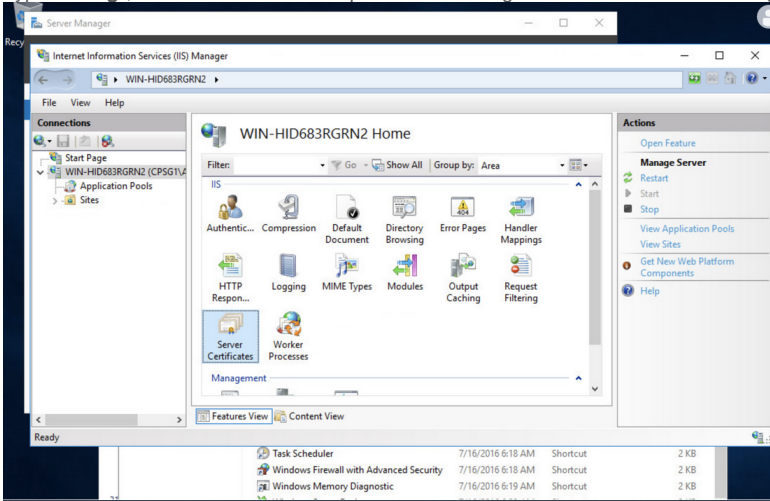 Server Manager
Recy
Internet Information Services (IIS) Manager
WIN-HID683RGRN2
File View Help
Connections
Start Page
WIN-HID683RGRN2 (CPSG1\A
Application Pools
Sites
WIN-HID683RGRN2 Home
Filter: Go Show All Group by: Area
IIS
Authentic... Compression Default Document Directory Browsing Error Pages Handler Mappings
HTTP Respon... Logging MIME Types Modules Output Caching Request Filtering
Server Certificates Worker Processes
Management
Features View Content View
Actions
Open Feature
Manage Server
Restart
Start
Stop
View Application Pools
View Sites
Get New Web Platform Components
Help
Ready
Task Scheduler 7/16/2016 6:18 AM Shortcut 2 KB
Windows Firewall with Advanced Security 7/16/2016 6:18 AM Shortcut 2 KB
Windows Memory Diagnostic 7/16/2016 6:19 AM Shortcut 2 KB